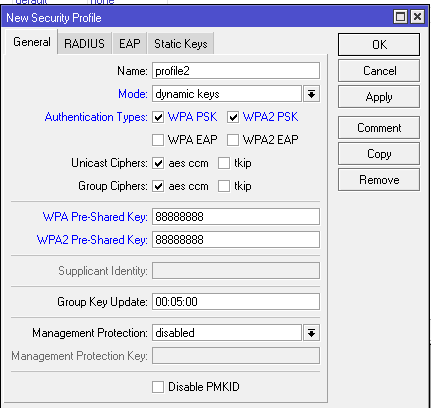 default none
New Security Profile
General RADIUS EAP Static Keys
OK
Name: profile2
Cancel
Mode: dynamic keys
Apply
Authentication Types: WPA PSK WPA2 PSK
Comment
WPA EAP WPA2 EAP
Copy
Unicast Ciphers: aes ccm tkip
Remove
Group Ciphers: aes ccm tkip
WPA Pre-Shared Key: 88888888
WPA2 Pre-Shared Key: 88888888
Supplicant Identity:
Group Key Update: 00:05:00
Management Protection: disabled
Management Protection Key:
Disable PMKID